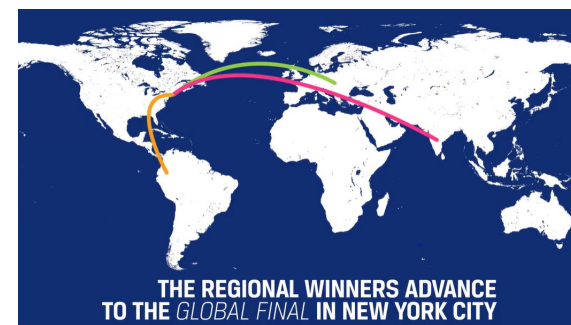 THE REGIONAL WINNERS ADVANCE
TO THE GLOBAL FINAL IN NEW YORK CITY